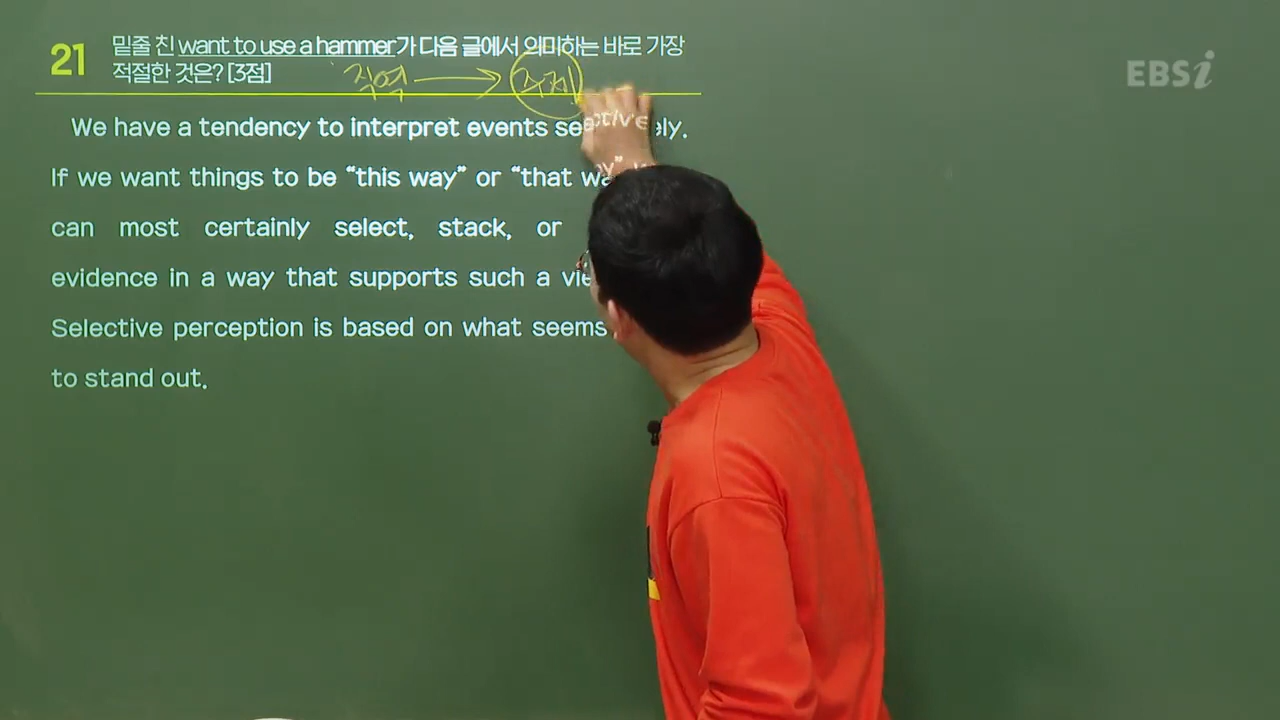 21
밑줄 친 want to use a hammer가 다음 글에서 의미하는 바로 가장
적절한 것은? [3점]
직역 → 주제
EBSi
We have a tendency to interpret events selectively.
If we want things to be “this way” or “that wa
can most certainly select, stack, or
evidence in a way that supports such a vie
Selective perception is based on what seems
to stand out.